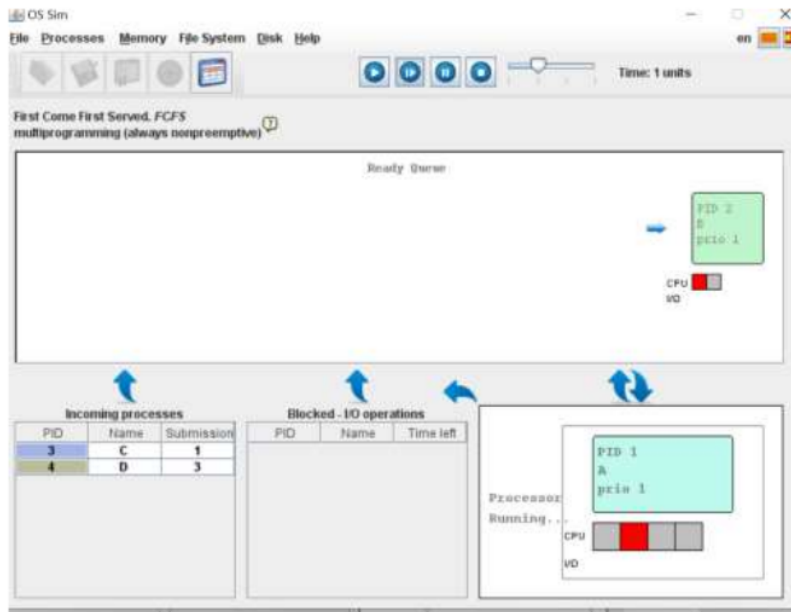 OS Sim
File Processes Memory File System Disk Help
en
Time: 1 units
First Come First Served. FCFS
multiprogramming (always nonpreemptive)
?
Ready Queue
PID 2
B
prio 1
CPU
I/O
Incoming processes
PID Name Submission
3 C 1
4 D 3
Blocked - I/O operations
PID Name Time left
Processor
Running...
PID 1
A
prio 1
CPU
I/O